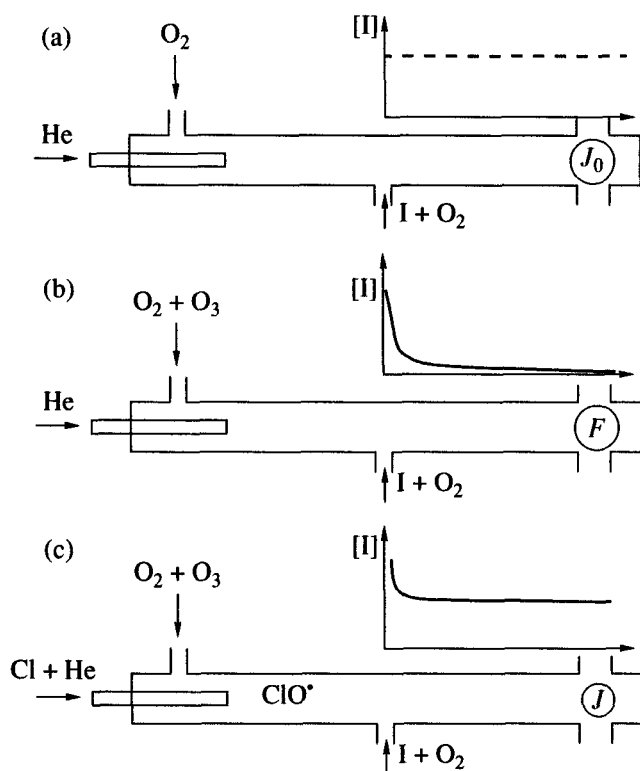 (a)
O₂
[I]
He
J₀
I + O₂
(b)
O₂ + O₃
[I]
He
F
I + O₂
(c)
O₂ + O₃
[I]
Cl + He
ClO•
J
I + O₂